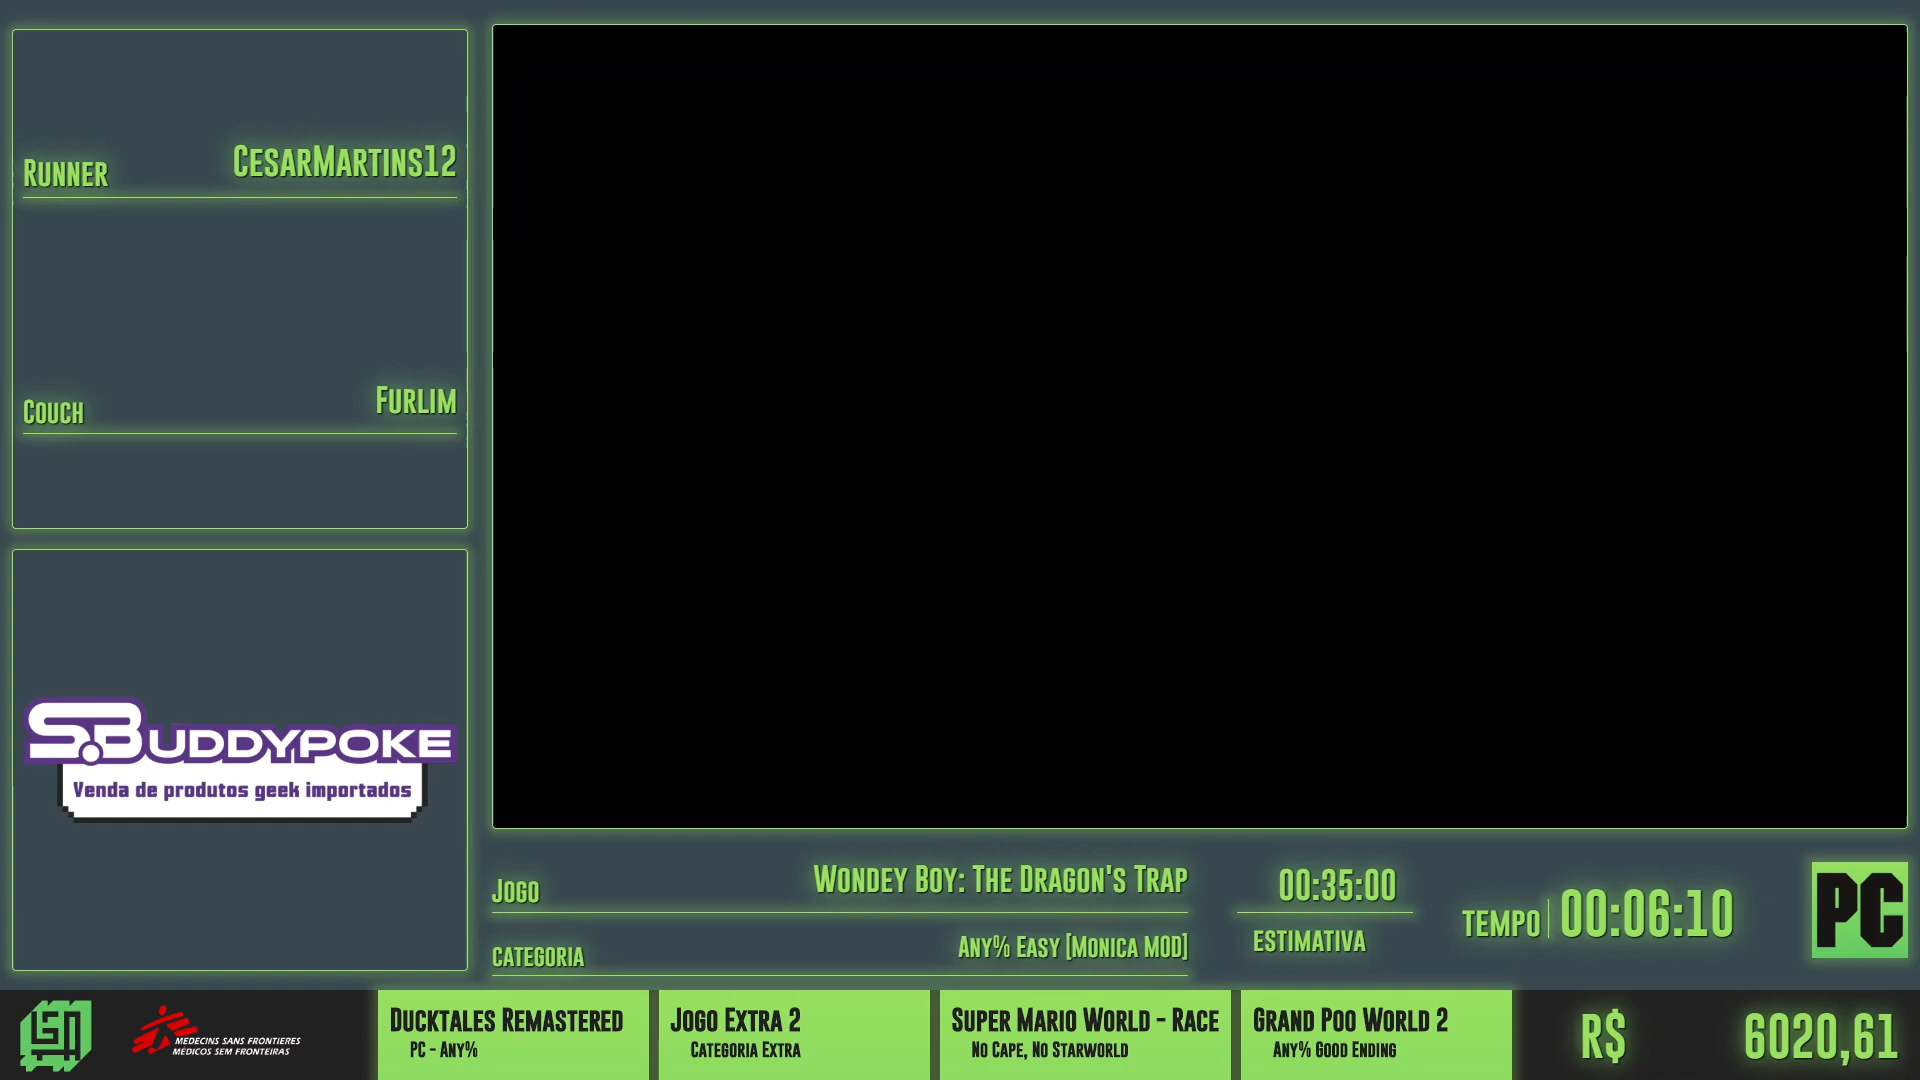 Runner
CesarMartins12
Couch
Furlim
S.Buddypoke
Venda de produtos geek importados
Jogo
Wondey Boy: The Dragon's Trap
categoria
Any% Easy [Monica MOD]
00:35:00
estimativa
tempo
00:06:10
PC
MEDECINS SANS FRONTIERES
MEDICOS SEM FRONTEIRAS
Ducktales Remastered
PC - Any%
Jogo Extra 2
Categoria Extra
Super Mario World - Race
No Cape, No Starworld
Grand Poo World 2
Any% Good Ending
R$
6020,61